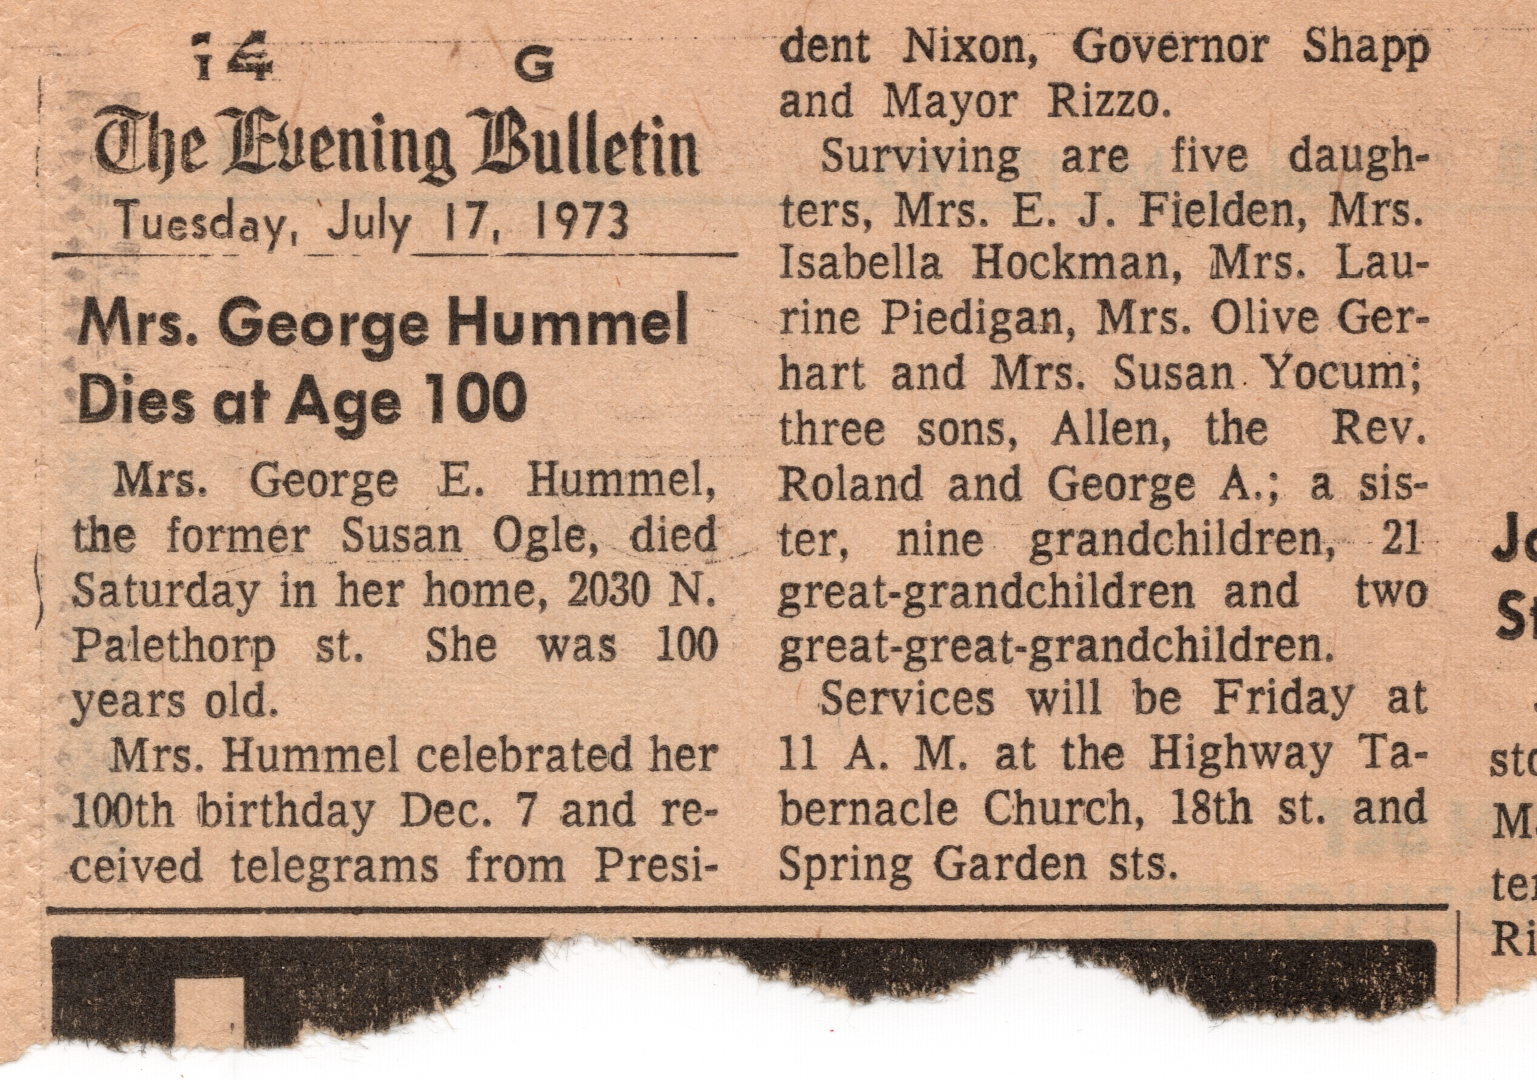 14 G
The Evening Bulletin
Tuesday, July 17, 1973
Mrs. George Hummel
Dies at Age 100
Mrs. George E. Hummel,
the former Susan Ogle, died
Saturday in her home, 2030 N.
Palethorp st. She was 100
years old.
Mrs. Hummel celebrated her
100th birthday Dec. 7 and re-
ceived telegrams from Presi-
dent Nixon, Governor Shapp
and Mayor Rizzo.
Surviving are five daugh-
ters, Mrs. E. J. Fielden, Mrs.
Isabella Hockman, Mrs. Lau-
rine Piedigan, Mrs. Olive Ger-
hart and Mrs. Susan Yocum;
three sons, Allen, the Rev.
Roland and George A.; a sis-
ter, nine grandchildren, 21
great-grandchildren and two
great-great-grandchildren.
Services will be Friday at
11 A. M. at the Highway Ta-
bernacle Church, 18th st. and
Spring Garden sts.